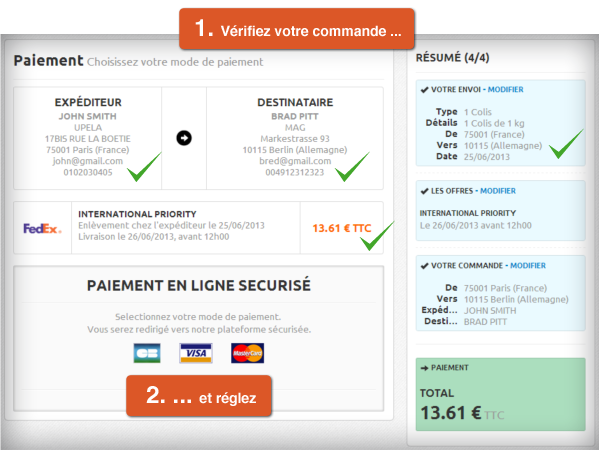 1. Vérifiez votre commande ...
Paiement Choisissez votre mode de paiement
EXPÉDITEUR
JOHN SMITH
UPELA
17BIS RUE LA BOETIE
75001 Paris (France)
john@gmail.com
0102030405
DESTINATAIRE
BRAD PITT
MAG
Markestrasse 93
10115 Berlin (Allemagne)
bred@gmail.com
004912312323
FedEx.
INTERNATIONAL PRIORITY
Enlèvement chez l'expéditeur le 25/06/2013
Livraison le 26/06/2013, avant 12h00
13.61 € TTC
PAIEMENT EN LIGNE SECURISÉ
Selectionnez votre mode de paiement.
Vous serez redirigé vers notre plateforme sécurisée.
CB VISA MasterCard
2. ... et réglez
RÉSUMÉ (4/4)
VOTRE ENVOI - MODIFIER
Type 1 Colis
Détails 1 Colis de 1 kg
De 75001 (France)
Vers 10115 (Allemagne)
Date 25/06/2013
LES OFFRES - MODIFIER
INTERNATIONAL PRIORITY
Le 26/06/2013 avant 12h00
VOTRE COMMANDE - MODIFIER
De 75001 Paris (France)
Vers 10115 Berlin (Allemagne)
Expéd... JOHN SMITH
Desti... BRAD PITT
PAIEMENT
TOTAL
13.61 € TTC